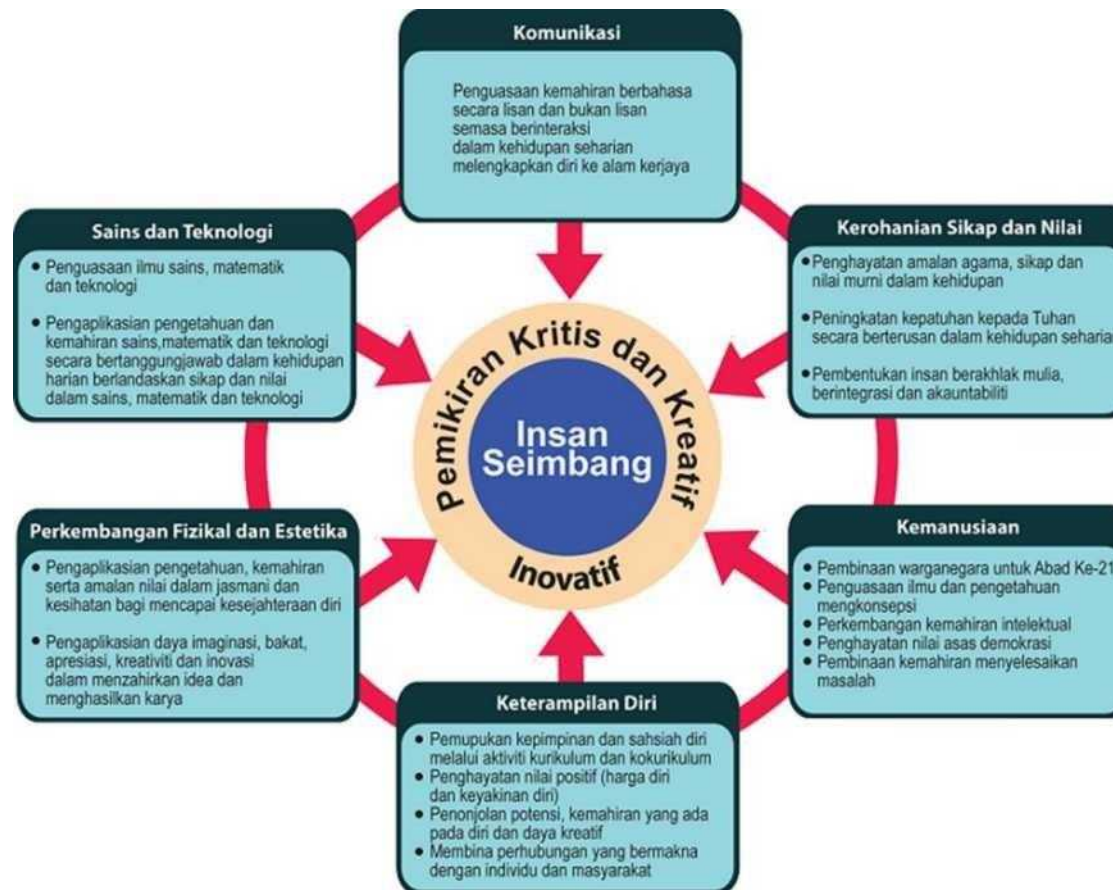 Komunikasi
Penguasaan kemahiran berbahasa
secara lisan dan bukan lisan
semasa berinteraksi
dalam kehidupan seharian
melengkapkan diri ke alam kerjaya
Sains dan Teknologi
• Penguasaan ilmu sains, matematik
dan teknologi
• Pengaplikasian pengetahuan dan
kemahiran sains,matematik dan teknologi
secara bertanggungjawab dalam kehidupan
harian berlandaskan sikap dan nilai
dalam sains, matematik dan teknologi
Kerohanian Sikap dan Nilai
• Penghayatan amalan agama, sikap dan
nilai murni dalam kehidupan
• Peningkatan kepatuhan kepada Tuhan
secara berterusan dalam kehidupan seharian
• Pembentukan insan berakhlak mulia,
berintegrasi dan akauntabiliti
Pemikiran Kritis dan Kreatif
Insan
Seimbang
Inovatif
Perkembangan Fizikal dan Estetika
• Pengaplikasian pengetahuan, kemahiran
serta amalan nilai dalam jasmani dan
kesihatan bagi mencapai kesejahteraan diri
• Pengaplikasian daya imaginasi, bakat,
apresiasi, kreativiti dan inovasi
dalam menzahirkan idea dan
menghasilkan karya
Kemanusiaan
• Pembinaan warganegara untuk Abad Ke-21
• Penguasaan ilmu dan pengetahuan
mengkonsepsi
• Perkembangan kemahiran intelektual
• Penghayatan nilai asas demokrasi
• Pembinaan kemahiran menyelesaikan
masalah
Keterampilan Diri
• Pemupukan kepimpinan dan sahsiah diri
melalui aktiviti kurikulum dan kokurikulum
• Penghayatan nilai positif (harga diri
dan keyakinan diri)
• Penonjolan potensi, kemahiran yang ada
pada diri dan daya kreatif
• Membina perhubungan yang bermakna
dengan individu dan masyarakat